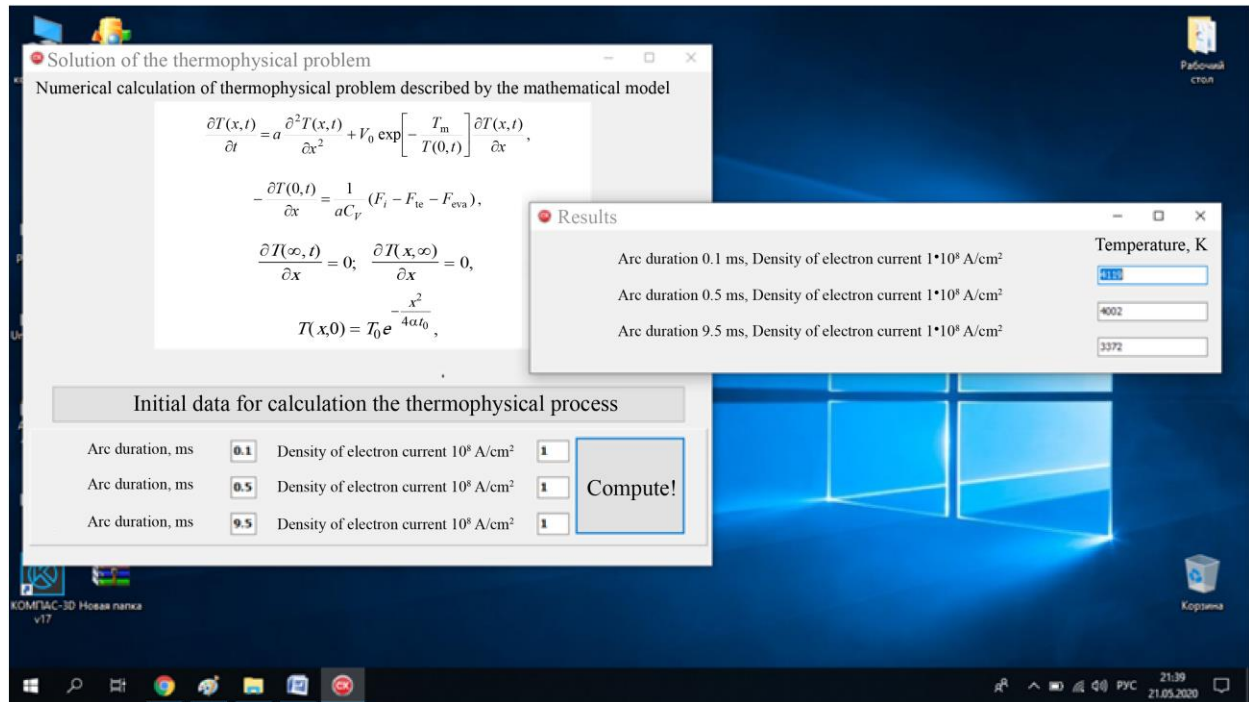 Рабочий
стол
Solution of the thermophysical problem
Numerical calculation of thermophysical problem described by the mathematical model
∂T(x,t)/∂t = a ∂²T(x,t)/∂x² + V₀ exp[−T_m/T(0,t)] ∂T(x,t)/∂x,
−∂T(0,t)/∂x = 1/(aC_V) (F_i − F_te − F_eva),
∂T(∞,t)/∂x = 0; ∂T(x,∞)/∂x = 0,
T(x,0) = T₀e^(−x²/(4αt₀)),
Initial data for calculation the thermophysical process
Arc duration, ms 0.1 Density of electron current 10⁸ A/cm² 1
Arc duration, ms 0.5 Density of electron current 10⁸ A/cm² 1
Arc duration, ms 9.5 Density of electron current 10⁸ A/cm² 1
Compute!
Results
Temperature, K
Arc duration 0.1 ms, Density of electron current 1•10⁸ A/cm² 4119
Arc duration 0.5 ms, Density of electron current 1•10⁸ A/cm² 4002
Arc duration 9.5 ms, Density of electron current 1•10⁸ A/cm² 3372
КОМПАС-3D Новая папка
v17
Корзина
РУС
21:39
21.05.2020